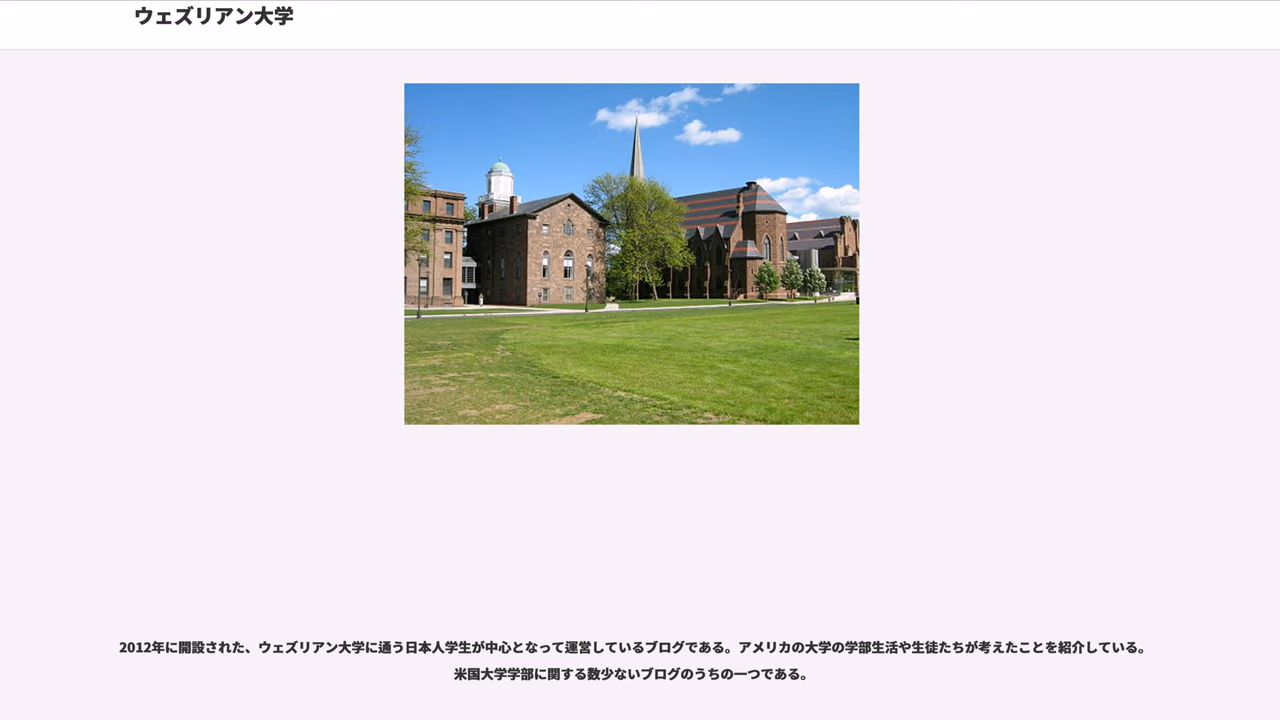 ウェズリアン大学
2012年に開設された、ウェズリアン大学に通う日本人学生が中心となって運営しているブログである。アメリカの大学の学部生活や生徒たちが考えたことを紹介している。
米国大学学部に関する数少ないブログのうちの一つである。